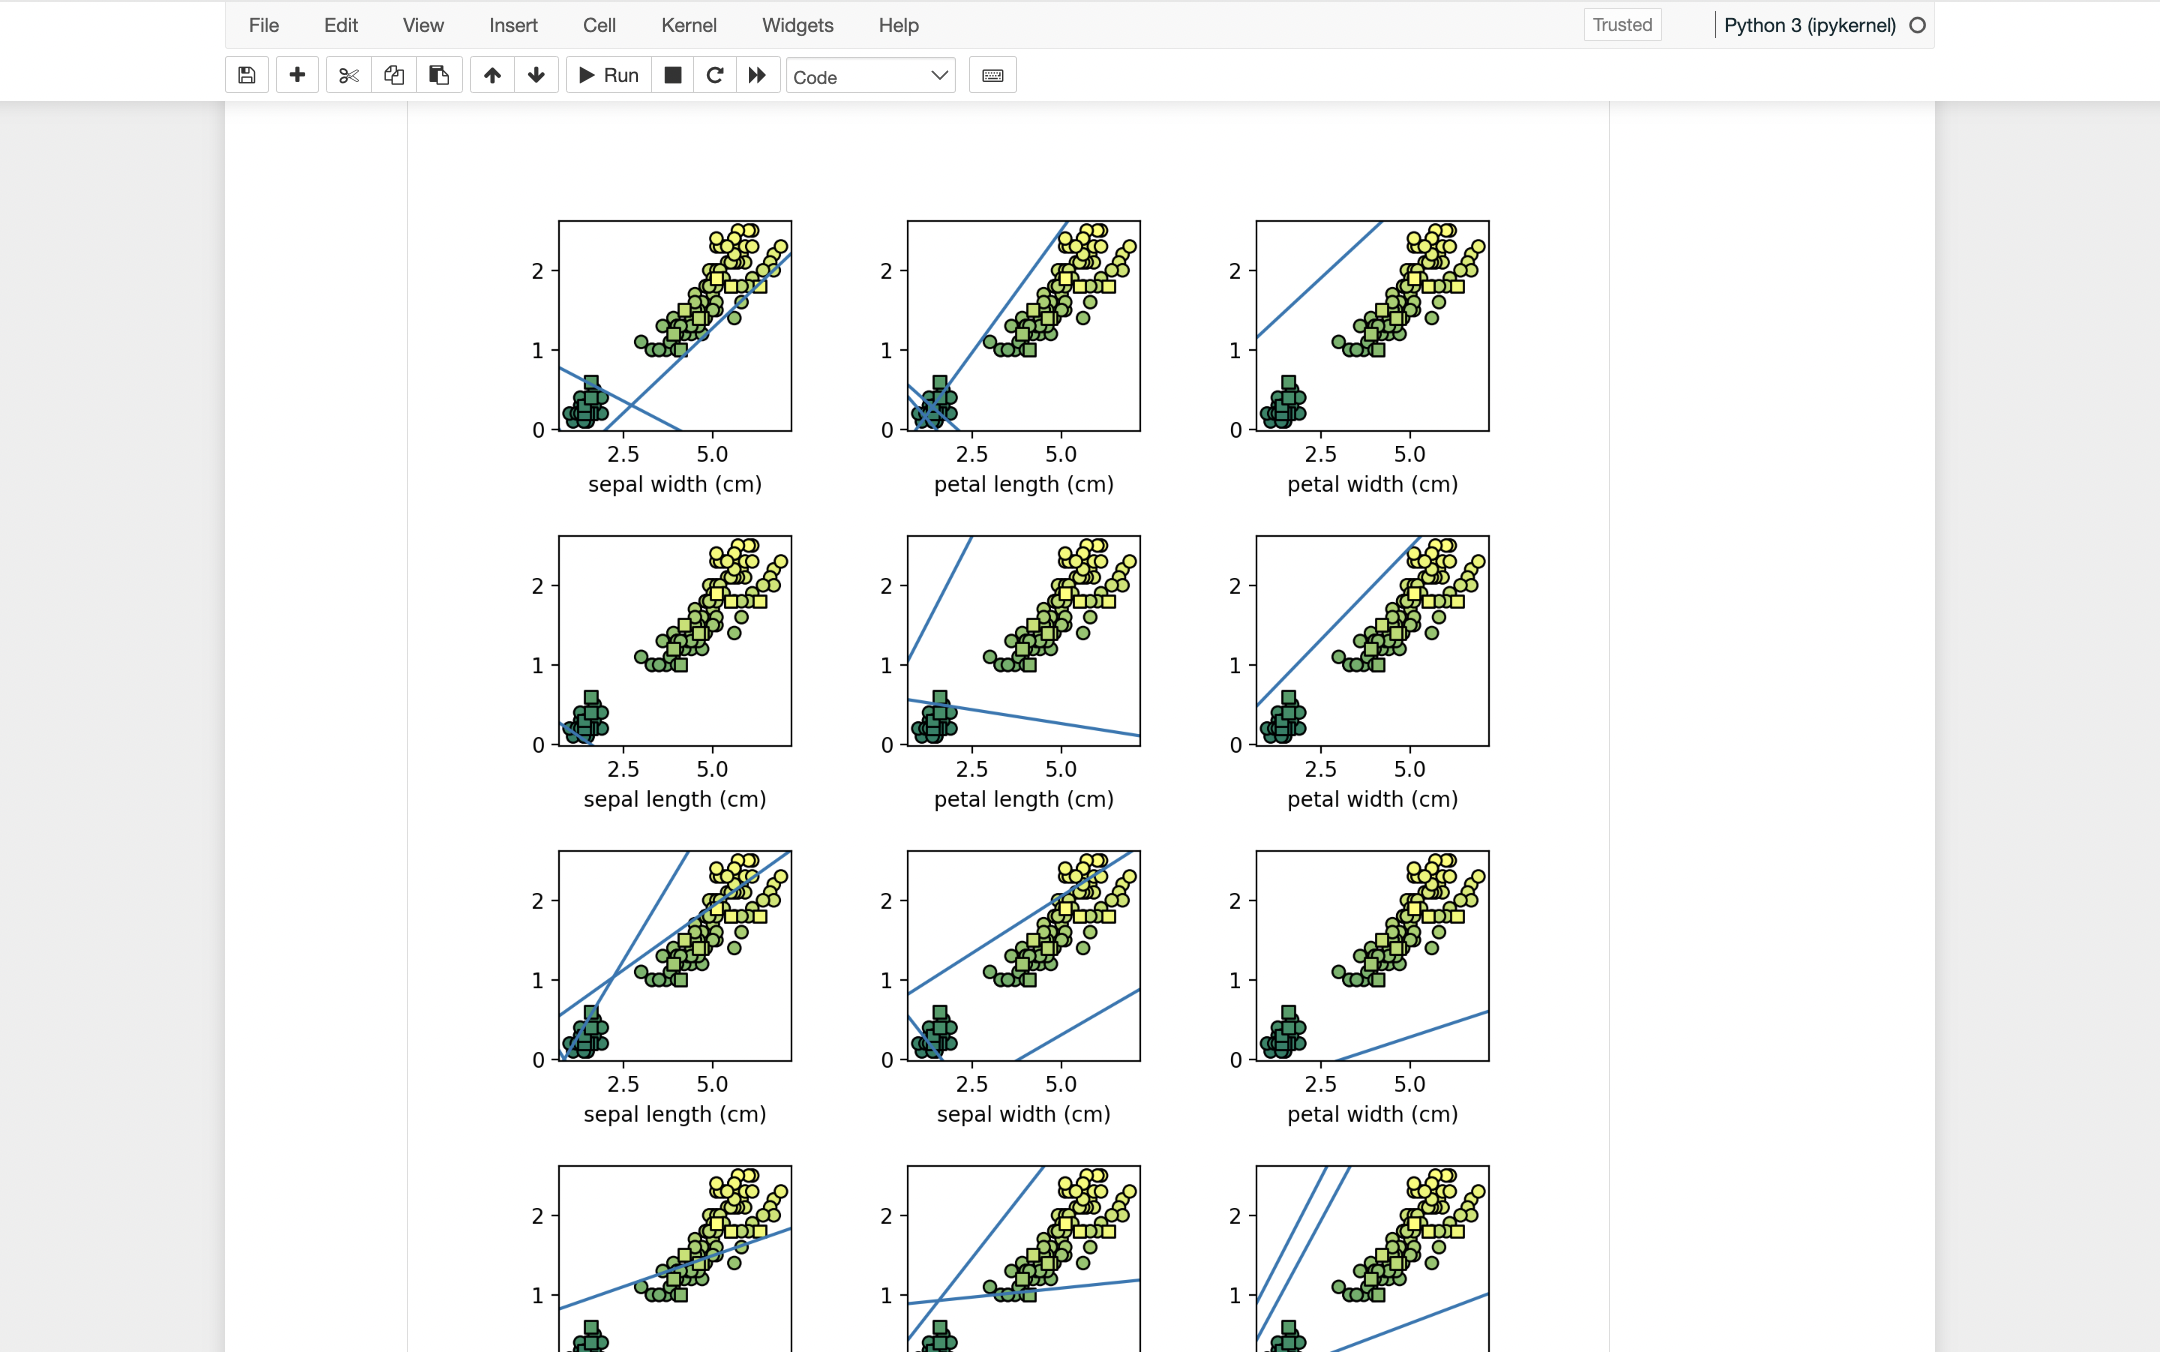 File Edit View Insert Cell Kernel Widgets Help Trusted Python 3 (ipykernel)
Run Code
2 2 2
1 1 1
0 0 0
2.5 5.0 2.5 5.0 2.5 5.0
sepal width (cm) petal length (cm) petal width (cm)
2 2 2
1 1 1
0 0 0
2.5 5.0 2.5 5.0 2.5 5.0
sepal length (cm) petal length (cm) petal width (cm)
2 2 2
1 1 1
0 0 0
2.5 5.0 2.5 5.0 2.5 5.0
sepal length (cm) sepal width (cm) petal width (cm)
2 2 2
1 1 1